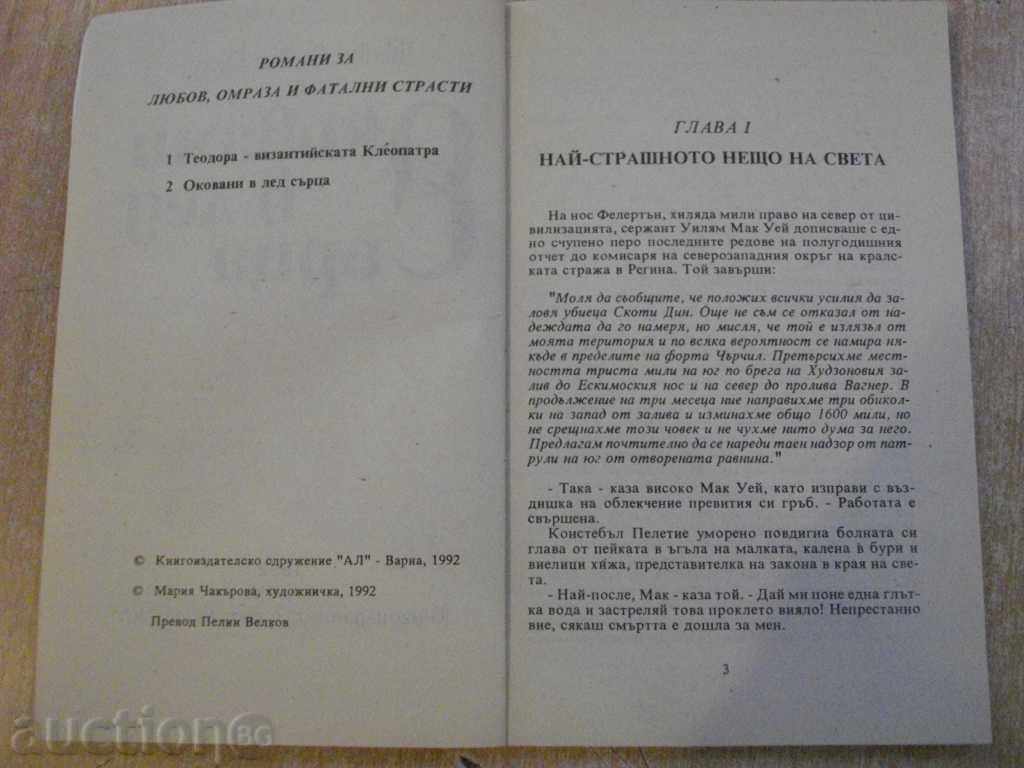 РОМАНИ ЗА
ЛЮБОВ, ОМРАЗА И ФАТАЛНИ СТРАСТИ
1 Теодора - византийската Клеопатра
2 Оковани в лед сърца
© Книгоиздателско сдружение "АЛ" - Варна, 1992
© Мария Чакърова, художничка, 1992
Превод Пелин Велков
ГЛАВА I
НАЙ-СТРАШНОТО НЕЩО НА СВЕТА
На нос Фелертън, хиляда мили право на север от ци-
вилизацията, сержант Уилям Мак Уей дописваше с ед-
но счупено перо последните редове на полугодишния
отчет до комисаря на северозападния окръг на кралс-
ката стража в Регина. Той завърши:
"Моля да съобщите, че положих всички усилия да за-
ловя убиеца Скоти Дин. Още не съм се отказал от на-
деждата да го намеря, но мисля, че той е излязъл от
моята територия и по всяка вероятност се намира ня-
къде в пределите на форта Чърчил. Претърсихме мест-
ността триста мили на юг по брега на Худзоновия за-
лив до Ескимоския нос и на север до пролива Вагнер. В
продължение на три месеца ние направихме три обикол-
ки на запад от залива и изминахме общо 1600 мили, но
не срещнахме този човек и не чухме нито дума за него.
Предлагам почтително да се нареди таен надзор от пат-
рули на юг от отворената равнина."
- Така - каза високо Мак Уей, като изправи с въз-
дишка на облекчение превития си гръб. - Работата е
свършена.
Констебъл Пелетие уморено повдигна болната си
глава от пейката в ъгъла на малката, калена в бури и
виелици хижа, представителка на закона в края на све-
та.
- Най-после, Мак - каза той. - Дай ми поне една глът-
ка вода и застреляй това проклето вияло! Непрестанно
вие, сякаш смъртта е дошла за мен.
3
auctionBG